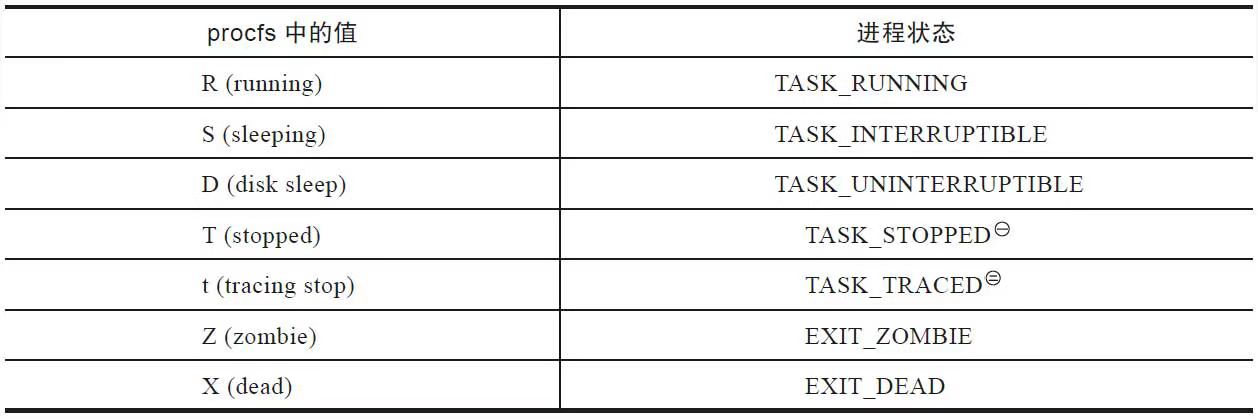 procfs 中的值 进程状态
R (running) TASK_RUNNING
S (sleeping) TASK_INTERRUPTIBLE
D (disk sleep) TASK_UNINTERRUPTIBLE
T (stopped) TASK_STOPPED㊀
t (tracing stop) TASK_TRACED㊁
Z (zombie) EXIT_ZOMBIE
X (dead) EXIT_DEAD